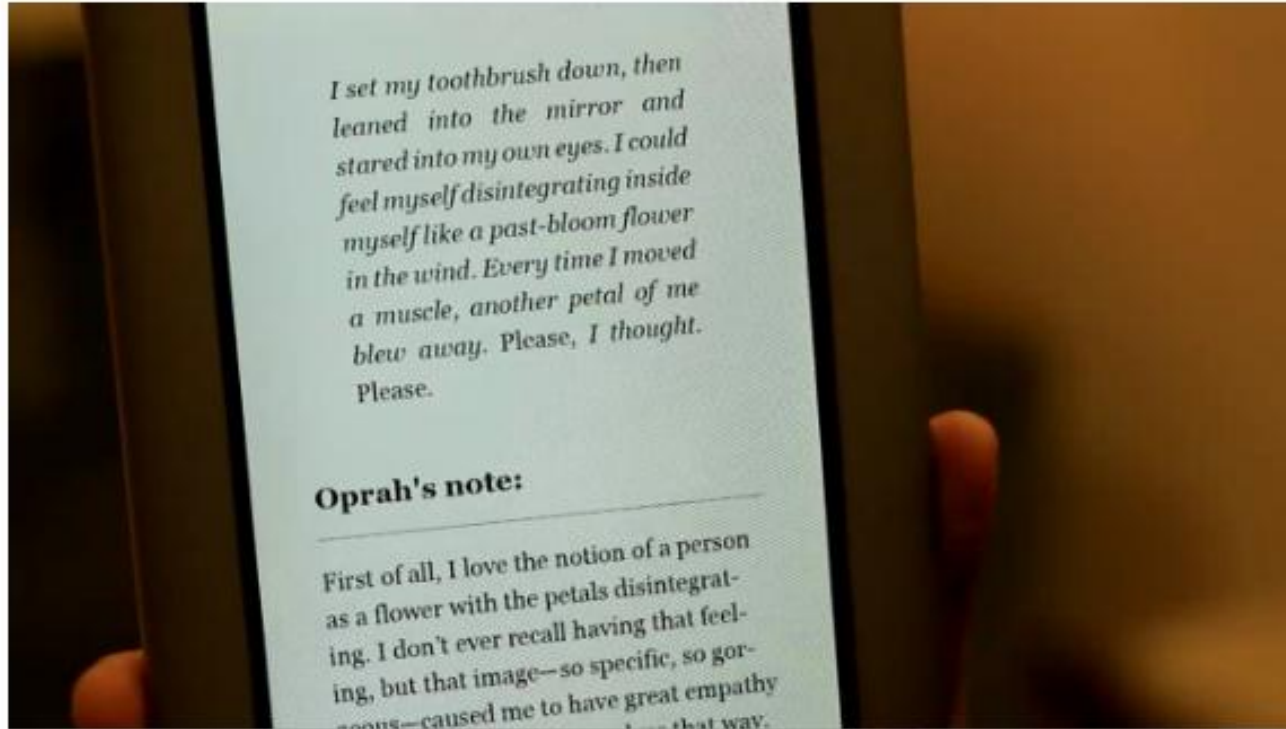 I set my toothbrush down, then
leaned into the mirror and
stared into my own eyes. I could
feel myself disintegrating inside
myself like a past-bloom flower
in the wind. Every time I moved
a muscle, another petal of me
blew away. Please, I thought.
Please.
Oprah's note:
First of all, I love the notion of a person
as a flower with the petals disintegrat-
ing. I don't ever recall having that feel-
ing, but that image—so specific, so gor-
geous—caused me to have great empathy
that way.